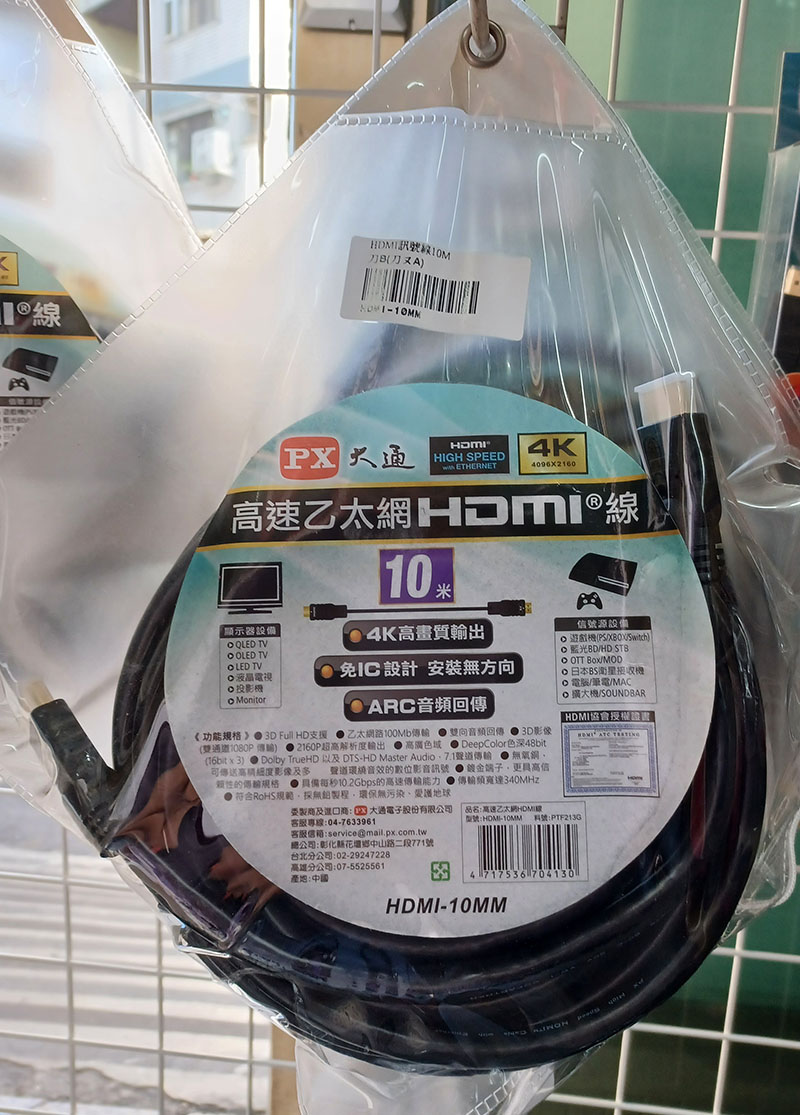 HDMI訊號線10M
刀B(刀ヌA)
HDMI-10MM
K
I®線
PX大通
HDMI®
HIGH SPEED
with ETHERNET
4K
4096X2160
高速乙太網HDMI®線
10米
4K高畫質輸出
免IC設計 安裝無方向
ARC音頻回傳
顯示器設備
QLED TV
OLED TV
LED TV
液晶電視
投影機
Monitor
信號源設備
遊戲機(PS/XBOX/Switch)
藍光BD/HD STB
OTT Box/MOD
日本BS衛星接收機
電腦/筆電/MAC
擴大機/SOUNDBAR
HDMI協會授權證書
HDMI® ATC TESTING
《 功能規格 》● 3D Full HD支援 ● 乙太網路100Mb傳輸 ● 雙向音頻回傳 ● 3D影像
(雙通道1080P 傳輸) ● 2160P超高解析度輸出 ● 高廣色域 ● DeepColor色深48bit
(16bit x 3) ● Dolby TrueHD 以及 DTS-HD Master Audio，7.1聲道傳輸 ● 無氧銅，
可傳送高精細度影像及多 聲道環繞音效的數位影音訊號 ● 鍍金端子，更具信
賴性的傳輸規格 ● 具備每秒10.2Gbps的高速傳輸能力 ● 傳輸頻寬達340MHz
● 符合RoHS規範，採無鉛製程，環保無污染，愛護地球
委製商及進口商: PX 大通電子股份有限公司
客服專線:04-7633961
客服信箱:service@mail.px.com.tw
總公司:彰化縣花壇鄉中山路二段771號
台北分公司:02-29247228
高雄分公司:07-5525561
產地:中國
品名:高速乙太網HDMI線
型號:HDMI-10MM 料號:PTF213G
4 717536 704130
HDMI-10MM